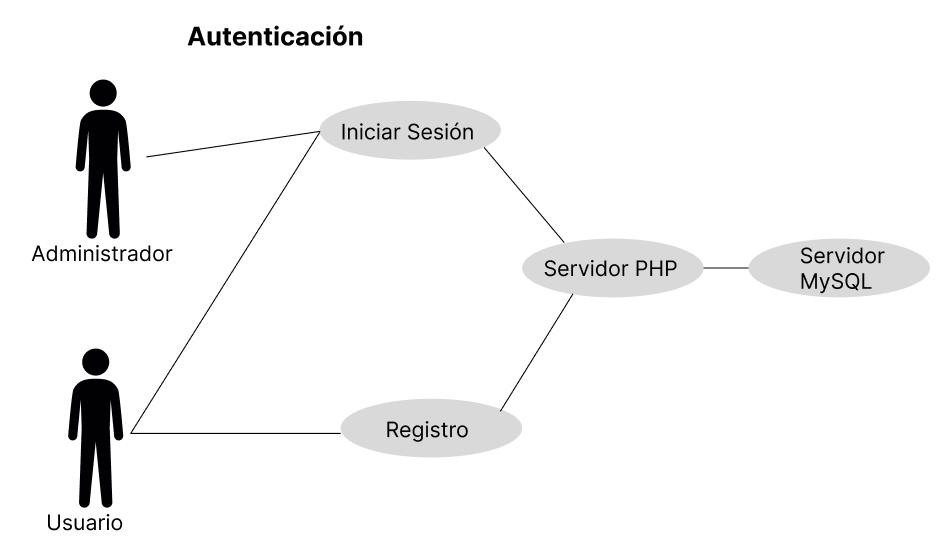 Autenticación
Iniciar Sesión
Administrador
Servidor PHP
Servidor
MySQL
Registro
Usuario